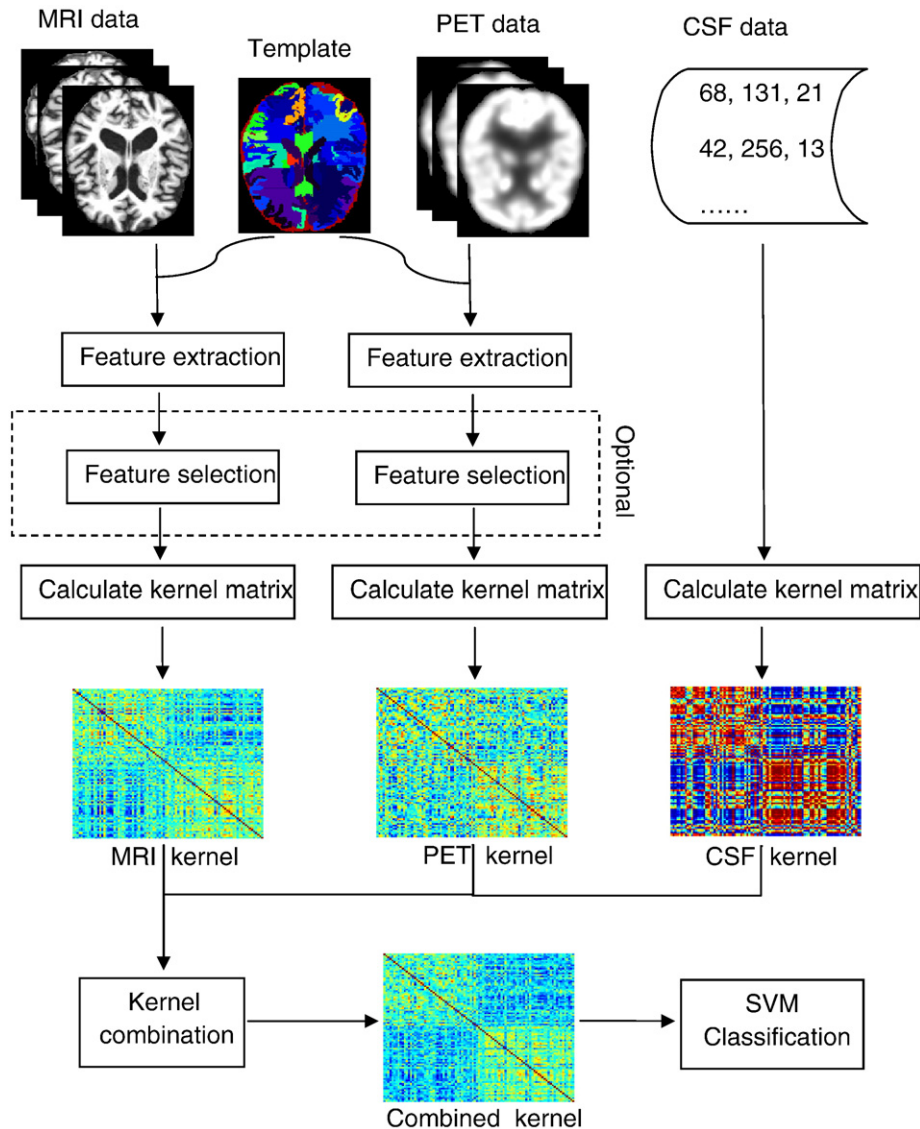 MRI data
Template
PET data
CSF data
68, 131, 21
42, 256, 13
......
Feature extraction
Feature extraction
Feature selection
Feature selection
Optional
Calculate kernel matrix
Calculate kernel matrix
Calculate kernel matrix
MRI kernel
PET kernel
CSF kernel
Kernel
combination
SVM
Classification
Combined kernel